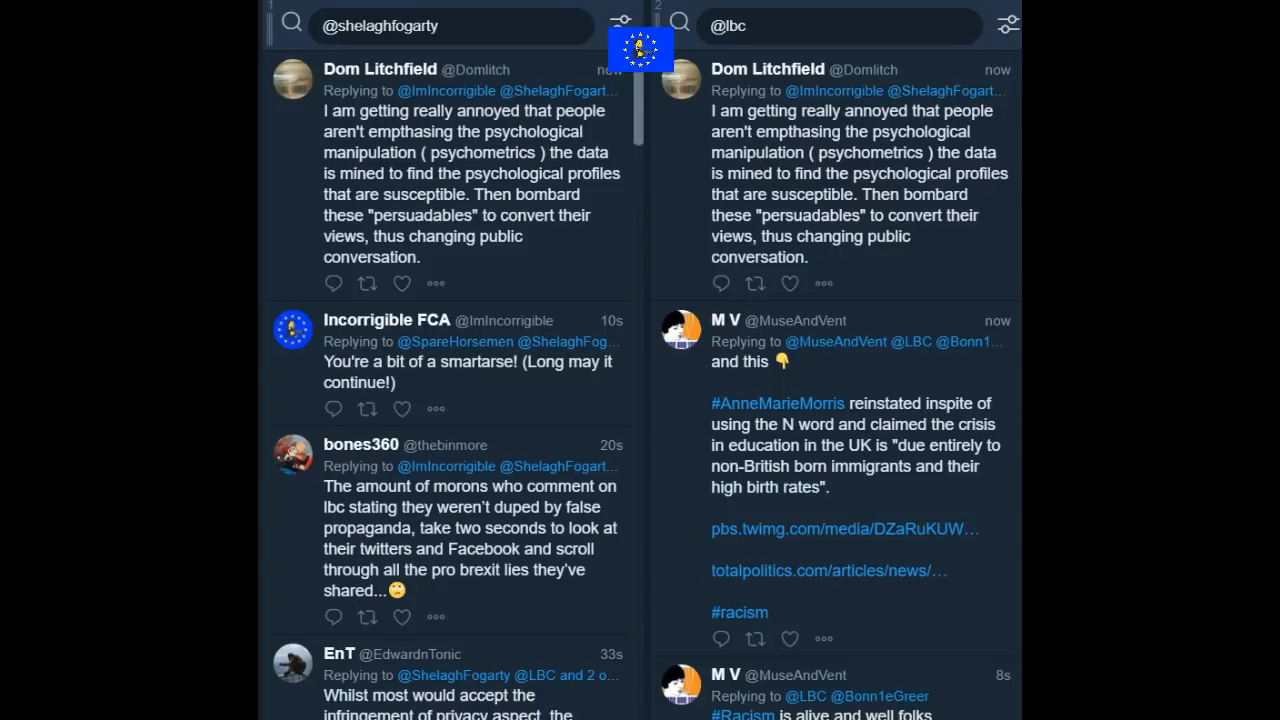 1
@shelaghfogarty
Dom Litchfield @Domlitch now
Replying to @ImIncorrigible @ShelaghFogart...
I am getting really annoyed that people
aren't empthasing the psychological
manipulation ( psychometrics ) the data
is mined to find the psychological profiles
that are susceptible. Then bombard
these "persuadables" to convert their
views, thus changing public
conversation.
Incorrigible FCA @ImIncorrigible 10s
Replying to @SpareHorsemen @ShelaghFog...
You're a bit of a smartarse! (Long may it
continue!)
bones360 @thebinmore 20s
Replying to @ImIncorrigible @ShelaghFogart...
The amount of morons who comment on
lbc stating they weren't duped by false
propaganda, take two seconds to look at
their twitters and Facebook and scroll
through all the pro brexit lies they've
shared...🙄
EnT @EdwardnTonic 33s
Replying to @ShelaghFogarty @LBC and 2 o...
Whilst most would accept the
infringement of privacy aspect, the
2
@lbc
Dom Litchfield @Domlitch now
Replying to @ImIncorrigible @ShelaghFogart...
I am getting really annoyed that people
aren't empthasing the psychological
manipulation ( psychometrics ) the data
is mined to find the psychological profiles
that are susceptible. Then bombard
these "persuadables" to convert their
views, thus changing public
conversation.
M V @MuseAndVent now
Replying to @MuseAndVent @LBC @Bonn1...
and this 👇
#AnneMarieMorris reinstated inspite of
using the N word and claimed the crisis
in education in the UK is "due entirely to
non-British born immigrants and their
high birth rates".
pbs.twimg.com/media/DZaRuKUW...
totalpolitics.com/articles/news/...
#racism
M V @MuseAndVent 8s
Replying to @LBC @Bonn1eGreer
#Racism is alive and well folks